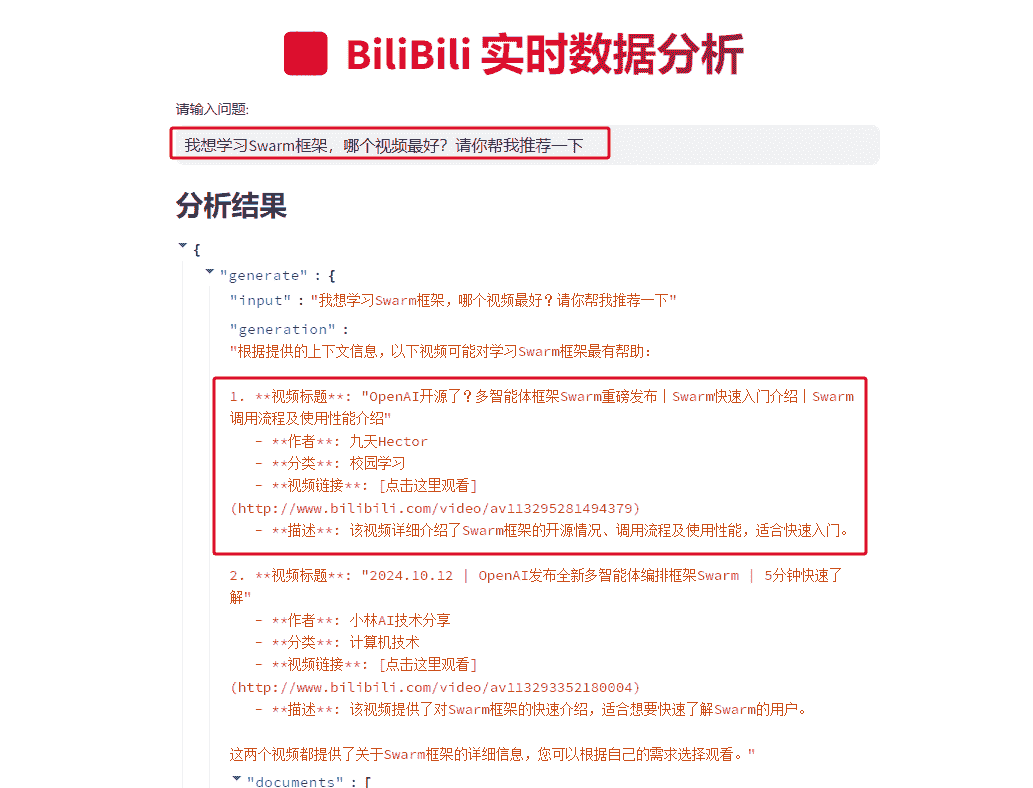 BiliBili 实时数据分析
请输入问题:
我想学习Swarm框架，哪个视频最好？请你帮我推荐一下
分析结果
{
"generate" : {
"input" : "我想学习Swarm框架，哪个视频最好？请你帮我推荐一下"
"generation" :
"根据提供的上下文信息，以下视频可能对学习Swarm框架最有帮助：
1. **视频标题**: "OpenAI开源了？多智能体框架Swarm重磅发布丨Swarm快速入门介绍丨Swarm
调用流程及使用性能介绍"
- **作者**: 九天Hector
- **分类**: 校园学习
- **视频链接**: [点击这里观看]
(http://www.bilibili.com/video/av113295281494379)
- **描述**: 该视频详细介绍了Swarm框架的开源情况、调用流程及使用性能，适合快速入门。
2. **视频标题**: "2024.10.12 | OpenAI发布全新多智能体编排框架Swarm | 5分钟快速了
解"
- **作者**: 小林AI技术分享
- **分类**: 计算机技术
- **视频链接**: [点击这里观看]
(http://www.bilibili.com/video/av113293352180004)
- **描述**: 该视频提供了对Swarm框架的快速介绍，适合想要快速了解Swarm的用户。
这两个视频都提供了关于Swarm框架的详细信息，您可以根据自己的需求选择观看。"
"documents" : [